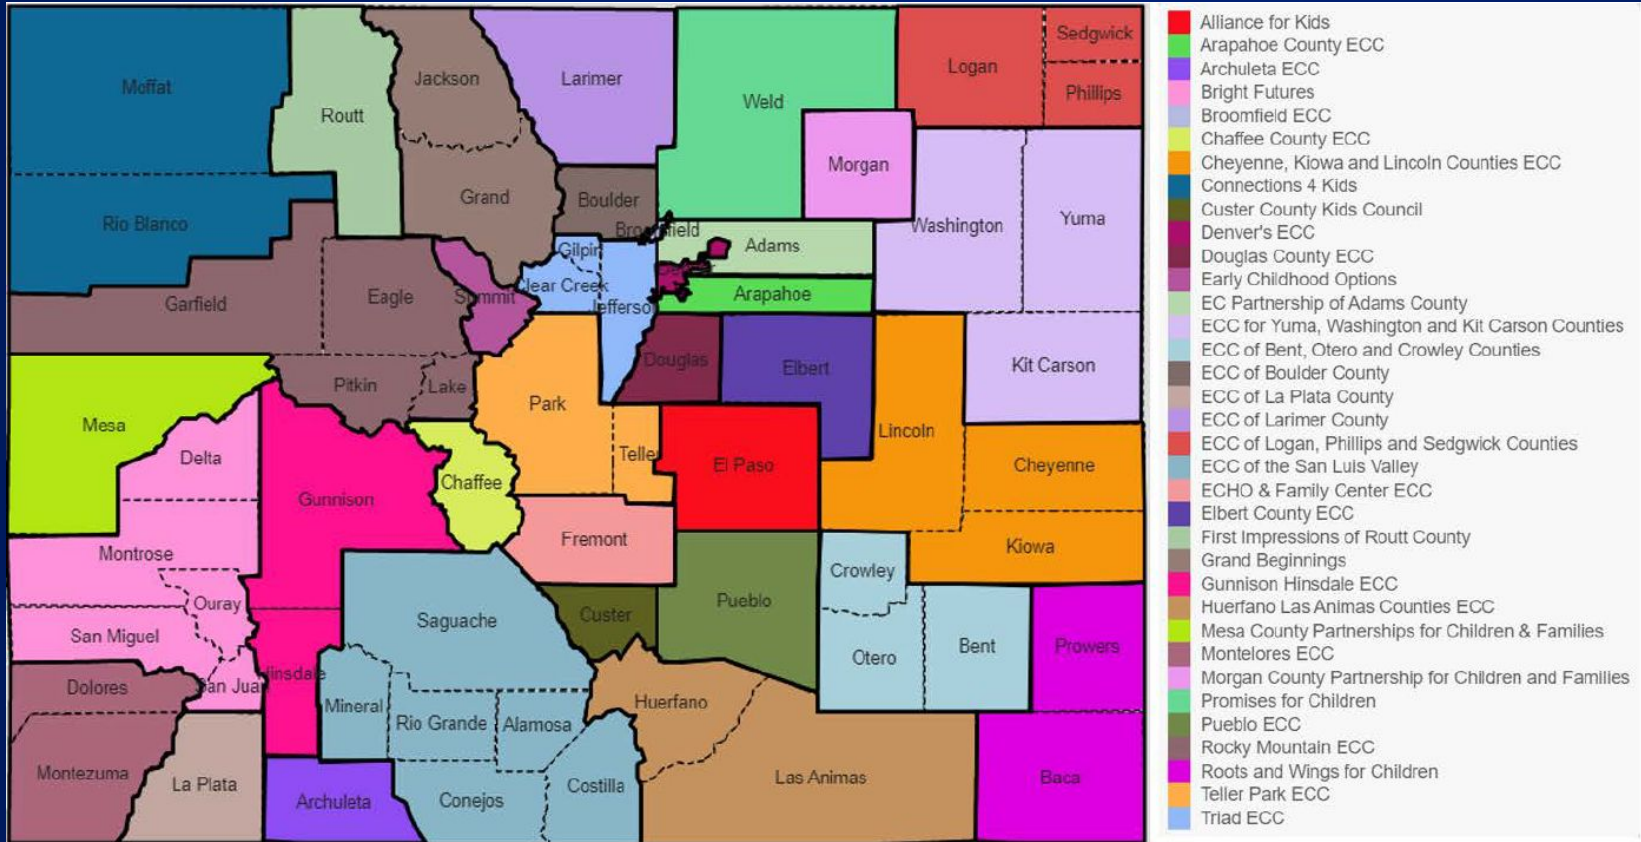 Moffat
Routt
Jackson
Larimer
Weld
Logan
Sedgwick
Phillips
Morgan
Rio Blanco
Grand
Boulder
Washington
Yuma
Broomfield
Adams
Gilpin
Clear Creek
Jefferson
Arapahoe
Garfield
Eagle
Summit
Douglas
Elbert
Kit Carson
Pitkin
Lake
Park
Mesa
Lincoln
Delta
Teller
El Paso
Cheyenne
Chaffee
Gunnison
Fremont
Kiowa
Montrose
Crowley
Ouray
Saguache
Custer
Pueblo
San Miguel
Otero
Bent
Prowers
Dolores
San Juan
Hinsdale
Mineral
Rio Grande
Alamosa
Huerfano
Montezuma
La Plata
Archuleta
Conejos
Costilla
Las Animas
Baca
Alliance for Kids
Arapahoe County ECC
Archuleta ECC
Bright Futures
Broomfield ECC
Chaffee County ECC
Cheyenne, Kiowa and Lincoln Counties ECC
Connections 4 Kids
Custer County Kids Council
Denver's ECC
Douglas County ECC
Early Childhood Options
EC Partnership of Adams County
ECC for Yuma, Washington and Kit Carson Counties
ECC of Bent, Otero and Crowley Counties
ECC of Boulder County
ECC of La Plata County
ECC of Larimer County
ECC of Logan, Phillips and Sedgwick Counties
ECC of the San Luis Valley
ECHO & Family Center ECC
Elbert County ECC
First Impressions of Routt County
Grand Beginnings
Gunnison Hinsdale ECC
Huerfano Las Animas Counties ECC
Mesa County Partnerships for Children & Families
Montelores ECC
Morgan County Partnership for Children and Families
Promises for Children
Pueblo ECC
Rocky Mountain ECC
Roots and Wings for Children
Teller Park ECC
Triad ECC